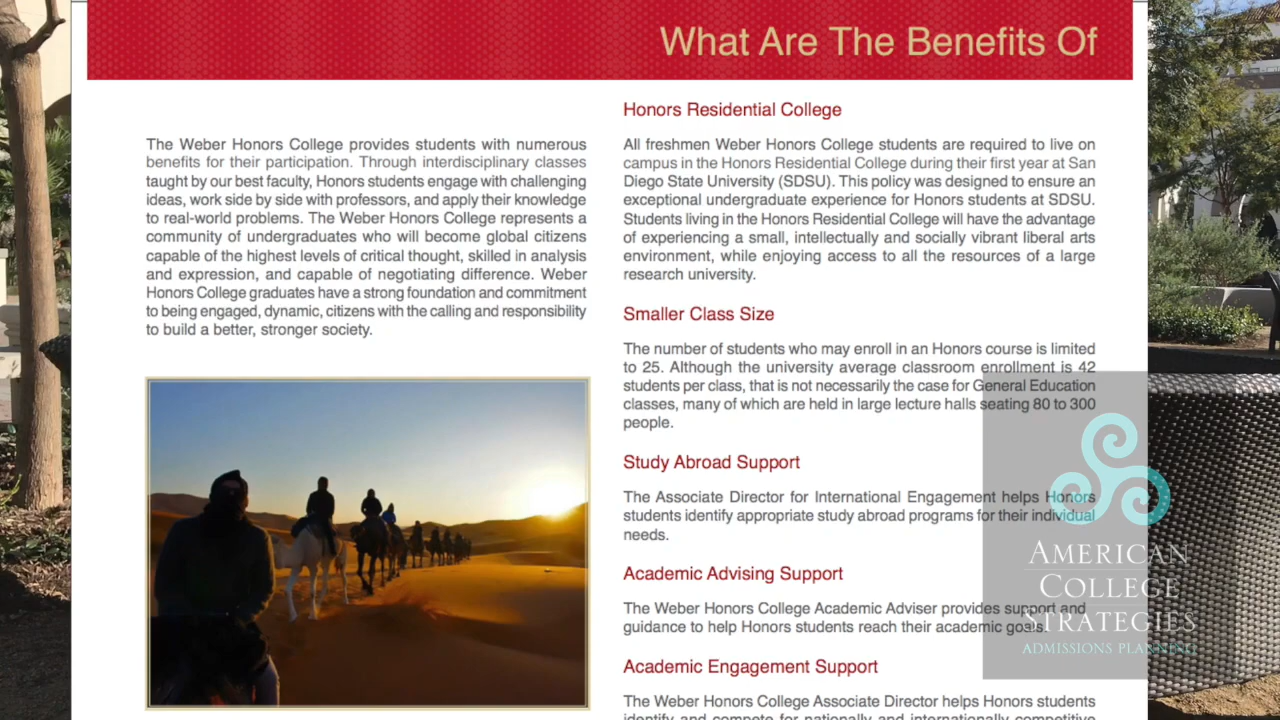 What Are The Benefits Of
The Weber Honors College provides students with numerous
benefits for their participation. Through interdisciplinary classes
taught by our best faculty, Honors students engage with challenging
ideas, work side by side with professors, and apply their knowledge
to real-world problems. The Weber Honors College represents a
community of undergraduates who will become global citizens
capable of the highest levels of critical thought, skilled in analysis
and expression, and capable of negotiating difference. Weber
Honors College graduates have a strong foundation and commitment
to being engaged, dynamic, citizens with the calling and responsibility
to build a better, stronger society.
Honors Residential College
All freshmen Weber Honors College students are required to live on
campus in the Honors Residential College during their first year at San
Diego State University (SDSU). This policy was designed to ensure an
exceptional undergraduate experience for Honors students at SDSU.
Students living in the Honors Residential College will have the advantage
of experiencing a small, intellectually and socially vibrant liberal arts
environment, while enjoying access to all the resources of a large
research university.
Smaller Class Size
The number of students who may enroll in an Honors course is limited
to 25. Although the university average classroom enrollment is 42
students per class, that is not necessarily the case for General Education
classes, many of which are held in large lecture halls seating 80 to 300
people.
Study Abroad Support
The Associate Director for International Engagement helps Honors
students identify appropriate study abroad programs for their individual
needs.
Academic Advising Support
The Weber Honors College Academic Adviser provides support and
guidance to help Honors students reach their academic goals.
Academic Engagement Support
The Weber Honors College Associate Director helps Honors students
identify and compete for nationally and internationally competitive
AMERICAN
COLLEGE
STRATEGIES
ADMISSIONS PLANNING